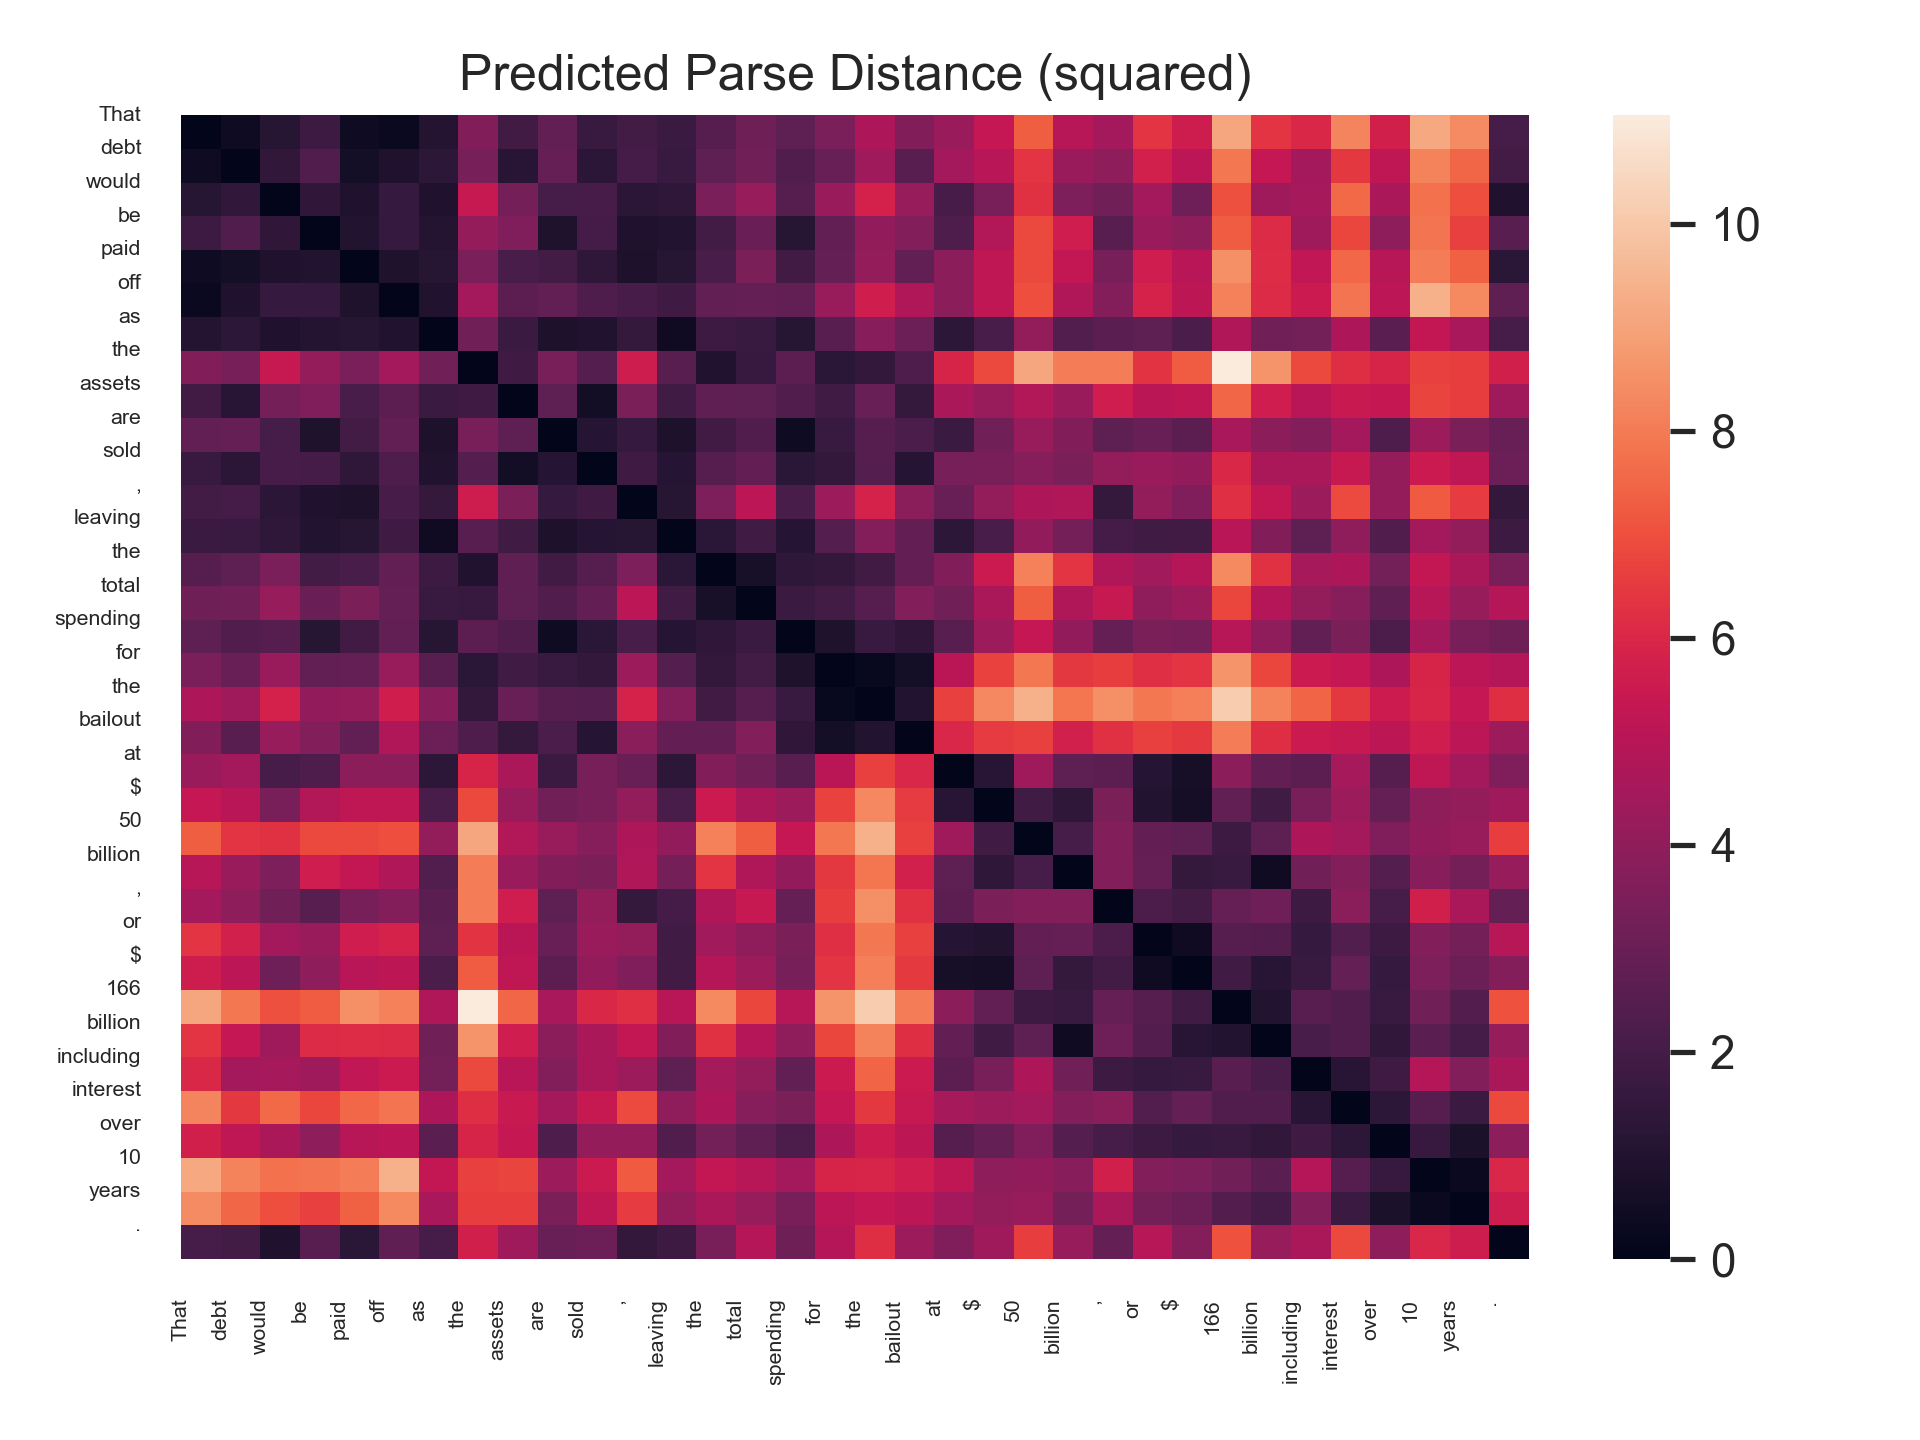 Predicted Parse Distance (squared)
That
debt
would
be
paid
off
as
the
assets
are
sold
,
leaving
the
total
spending
for
the
bailout
at
$
50
billion
,
or
$
166
billion
including
interest
over
10
years
.
10
8
6
4
2
0
That
debt
would
be
paid
off
as
the
assets
are
sold
,
leaving
the
total
spending
for
the
bailout
at
$
50
billion
,
or
$
166
billion
including
interest
over
10
years
.